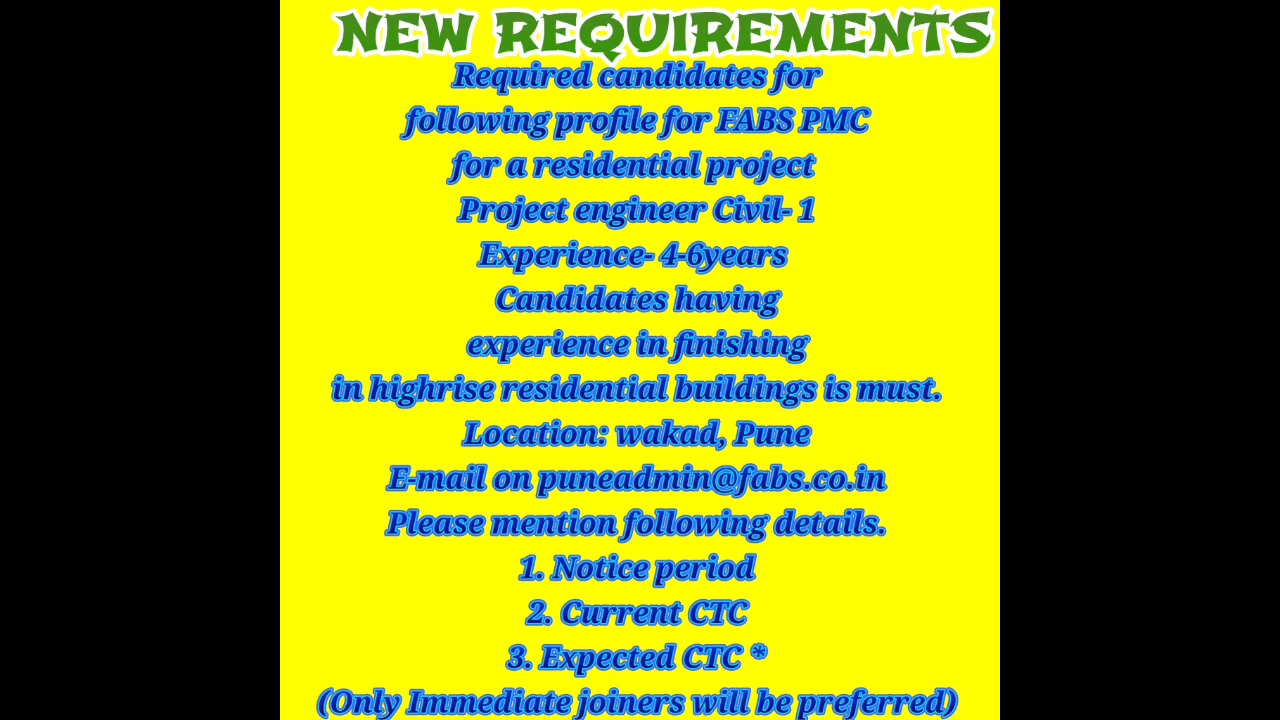 NEW REQUIREMENTS
Required candidates for
following profile for FABS PMC
for a residential project
Project engineer Civil- 1
Experience- 4-6years
Candidates having
experience in finishing
in highrise residential buildings is must.
Location: wakad, Pune
E-mail on puneadmin@fabs.co.in
Please mention following details.
1. Notice period
2. Current CTC
3. Expected CTC *
(Only Immediate joiners will be preferred)